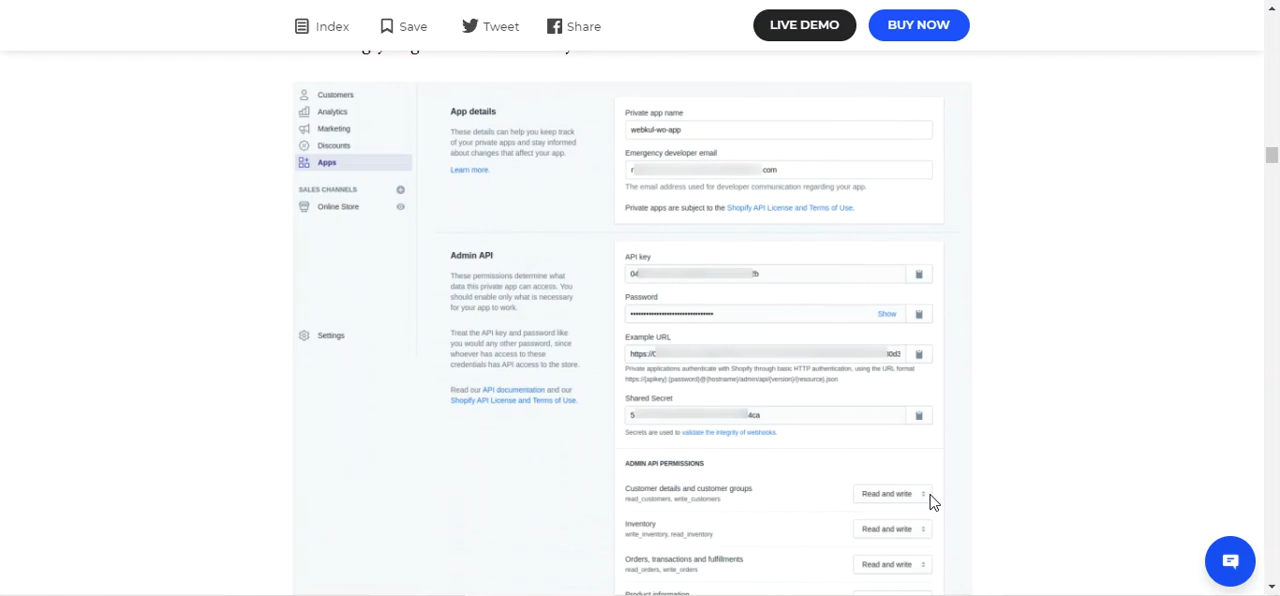 Index Save Tweet Share LIVE DEMO BUY NOW
Customers
Analytics
Marketing
Discounts
Apps
SALES CHANNELS
Online Store
Settings
App details
These details can help you keep track
of your private apps and stay informed
about changes that affect your app.
Learn more.
Private app name
webkul-wo-app
Emergency developer email
r com
The email address used for developer communication regarding your app.
Private apps are subject to the Shopify API License and Terms of Use.
Admin API
These permissions determine what
data this private app can access. You
should enable only what is necessary
for your app to work.
Treat the API key and password like
you would any other password, since
whoever has access to these
credentials has API access to the store.
Read our API documentation and our
Shopify API License and Terms of Use.
API key
04 2b
Password
Show
Example URL
https://
Private applications authenticate with Shopify through basic HTTP authentication, using the URL format
https://{apikey}:{password}@{hostname}/admin/api/{version}/{resource}.json
Shared Secret
5 4ca
Secrets are used to validate the integrity of webhooks.
ADMIN API PERMISSIONS
Customer details and customer groups Read and write
read_customers, write_customers
Inventory Read and write
write_inventory, read_inventory
Orders, transactions and fulfillments Read and write
read_orders, write_orders
Product information